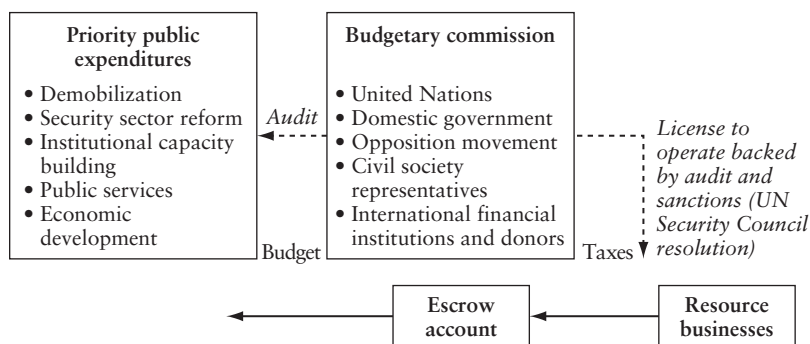 Priority public
expenditures
• Demobilization
• Security sector reform
• Institutional capacity
building
• Public services
• Economic
development
Audit
Budgetary commission
• United Nations
• Domestic government
• Opposition movement
• Civil society
representatives
• International financial
institutions and donors
License to
operate backed
by audit and
sanctions (UN
Security Council
resolution)
Budget
Taxes
Escrow
account
Resource
businesses